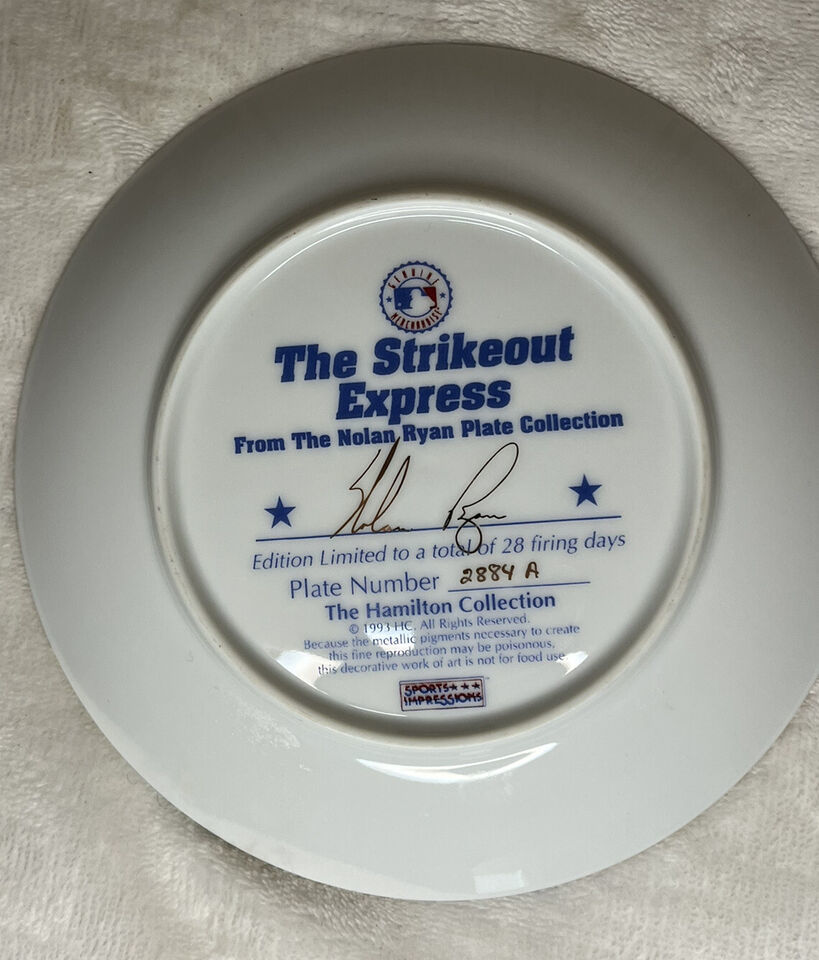 GENUINE
MERCHANDISE
The Strikeout
Express
From The Nolan Ryan Plate Collection
Nolan Ryan
Edition Limited to a total of 28 firing days
Plate Number 2884 A
The Hamilton Collection
© 1993 HC. All Rights Reserved.
Because the metallic pigments necessary to create
this fine reproduction may be poisonous,
this decorative work of art is not for food use.
SPORTS
IMPRESSIONS